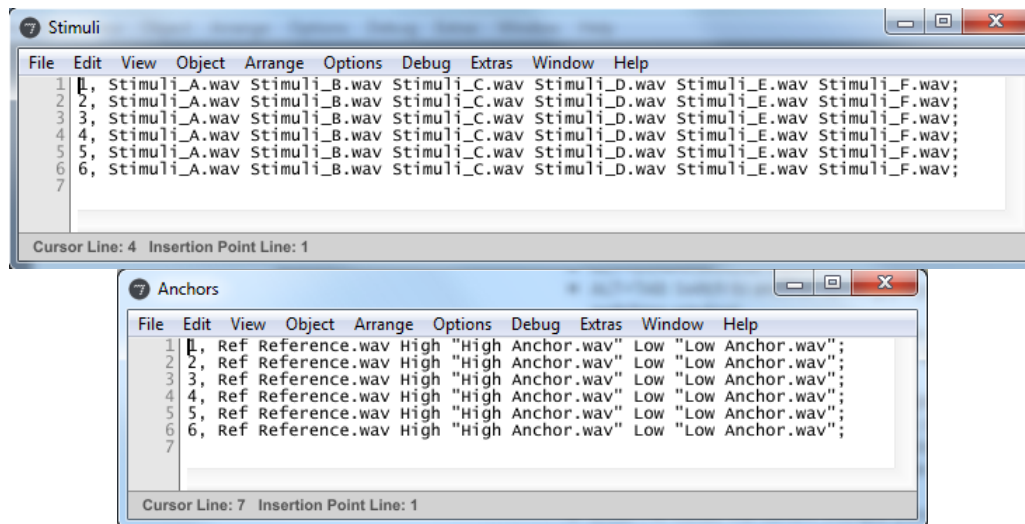 Stimuli
File Edit View Object Arrange Options Debug Extras Window Help
1 1, Stimuli_A.wav Stimuli_B.wav Stimuli_C.wav Stimuli_D.wav Stimuli_E.wav Stimuli_F.wav;
2 2, Stimuli_A.wav Stimuli_B.wav Stimuli_C.wav Stimuli_D.wav Stimuli_E.wav Stimuli_F.wav;
3 3, Stimuli_A.wav Stimuli_B.wav Stimuli_C.wav Stimuli_D.wav Stimuli_E.wav Stimuli_F.wav;
4 4, Stimuli_A.wav Stimuli_B.wav Stimuli_C.wav Stimuli_D.wav Stimuli_E.wav Stimuli_F.wav;
5 5, Stimuli_A.wav Stimuli_B.wav Stimuli_C.wav Stimuli_D.wav Stimuli_E.wav Stimuli_F.wav;
6 6, Stimuli_A.wav Stimuli_B.wav Stimuli_C.wav Stimuli_D.wav Stimuli_E.wav Stimuli_F.wav;
7
Cursor Line: 4 Insertion Point Line: 1
Anchors
File Edit View Object Arrange Options Debug Extras Window Help
1 1, Ref Reference.wav High "High Anchor.wav" Low "Low Anchor.wav";
2 2, Ref Reference.wav High "High Anchor.wav" Low "Low Anchor.wav";
3 3, Ref Reference.wav High "High Anchor.wav" Low "Low Anchor.wav";
4 4, Ref Reference.wav High "High Anchor.wav" Low "Low Anchor.wav";
5 5, Ref Reference.wav High "High Anchor.wav" Low "Low Anchor.wav";
6 6, Ref Reference.wav High "High Anchor.wav" Low "Low Anchor.wav";
7
Cursor Line: 7 Insertion Point Line: 1